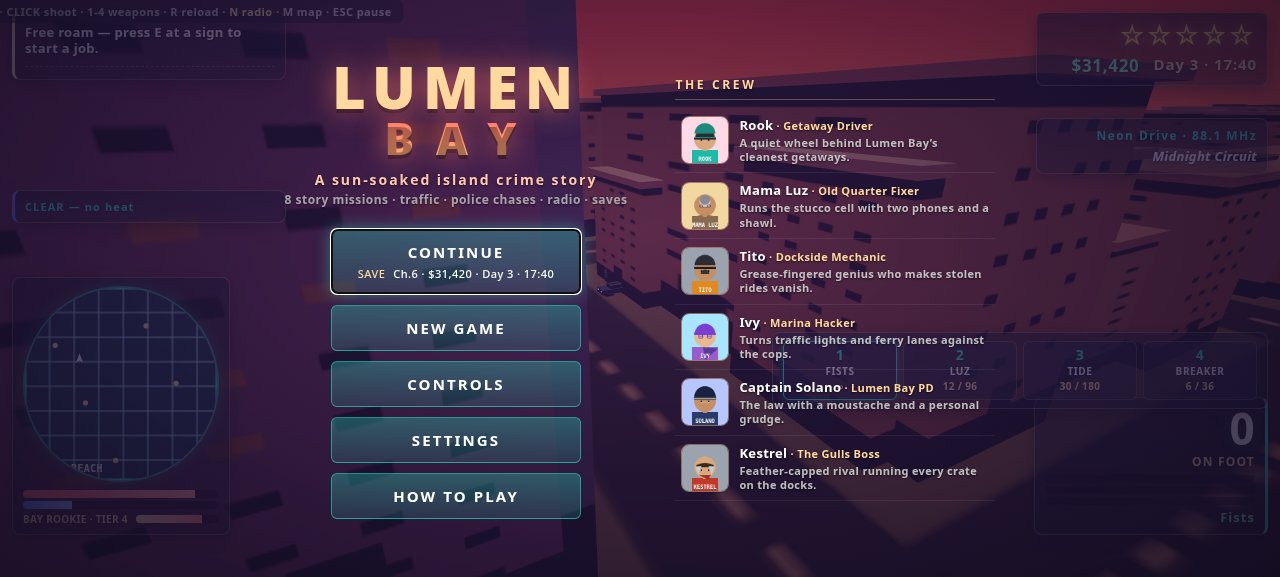 · CLICK shoot · 1-4 weapons · R reload · N radio · M map · ESC pause
Free roam — press E at a sign to
start a job.
CLEAR — no heat
BEACH
BAY ROOKIE · TIER 4
LUMEN
BAY
A sun-soaked island crime story
8 story missions · traffic · police chases · radio · saves
CONTINUE
SAVE Ch.6 · $31,420 · Day 3 · 17:40
NEW GAME
CONTROLS
SETTINGS
HOW TO PLAY
THE CREW
ROOK
Rook · Getaway Driver
A quiet wheel behind Lumen Bay's
cleanest getaways.
MAMA LUZ
Mama Luz · Old Quarter Fixer
Runs the stucco cell with two phones and a
shawl.
TITO
Tito · Dockside Mechanic
Grease-fingered genius who makes stolen
rides vanish.
IVY
Ivy · Marina Hacker
Turns traffic lights and ferry lanes against
the cops.
SOLANO
Captain Solano · Lumen Bay PD
The law with a moustache and a personal
grudge.
KESTREL
Kestrel · The Gulls Boss
Feather-capped rival running every crate
on the docks.
$31,420 Day 3 · 17:40
Neon Drive · 88.1 MHz
Midnight Circuit
1
FISTS
2
LUZ
12 / 96
3
TIDE
30 / 180
4
BREAKER
6 / 36
0
ON FOOT
Fists